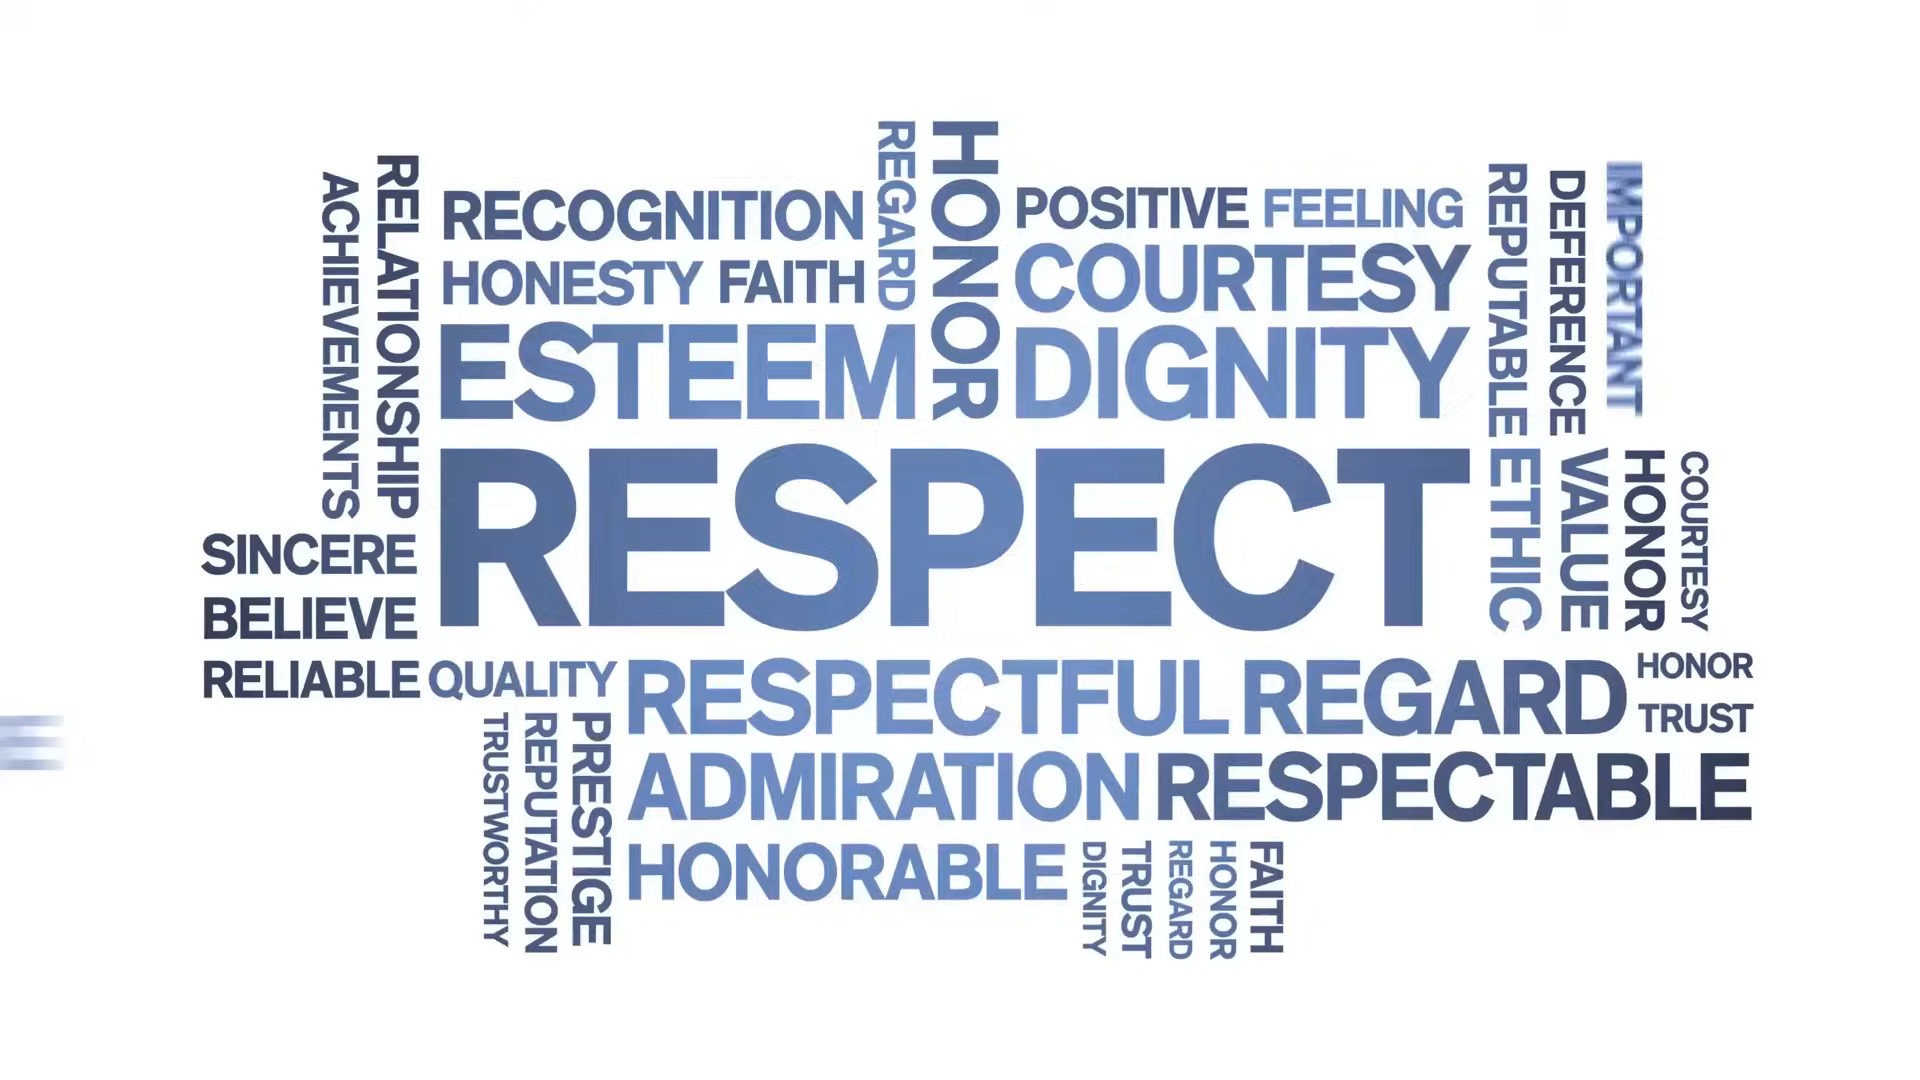 REGARD
HONOR
RELATIONSHIP
ACHIEVEMENTS
RECOGNITION
POSITIVE FEELING
REPUTABLE
DEFERENCE
IMPORTANT
HONESTY FAITH
COURTESY
ESTEEM
DIGNITY
RESPECT
ETHIC
VALUE
HONOR
COURTESY
SINCERE
BELIEVE
RELIABLE
QUALITY
RESPECTFUL
REGARD
HONOR
TRUST
TRUSTWORTHY
REPUTATION
PRESTIGE
ADMIRATION
RESPECTABLE
HONORABLE
DIGNITY
TRUST
REGARD
HONOR
FAITH